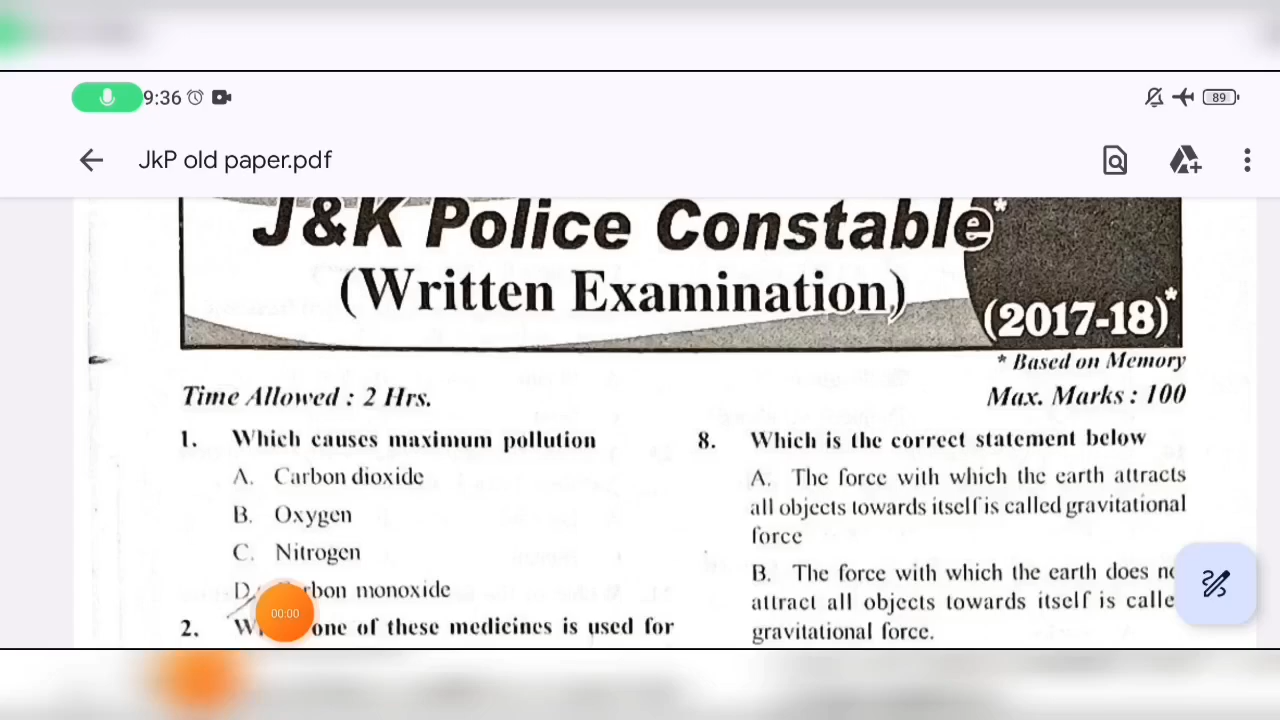 9:36
89
JkP old paper.pdf
J&K Police Constable*
(Written Examination)
(2017-18)*
* Based on Memory
Time Allowed : 2 Hrs.
Max. Marks : 100
1. Which causes maximum pollution
A. Carbon dioxide
B. Oxygen
C. Nitrogen
D. rbon monoxide
00:00
2. W one of these medicines is used for
8. Which is the correct statement below
A. The force with which the earth attracts
all objects towards itself is called gravitational
force
B. The force with which the earth does n
attract all objects towards itself is calle
gravitational force.